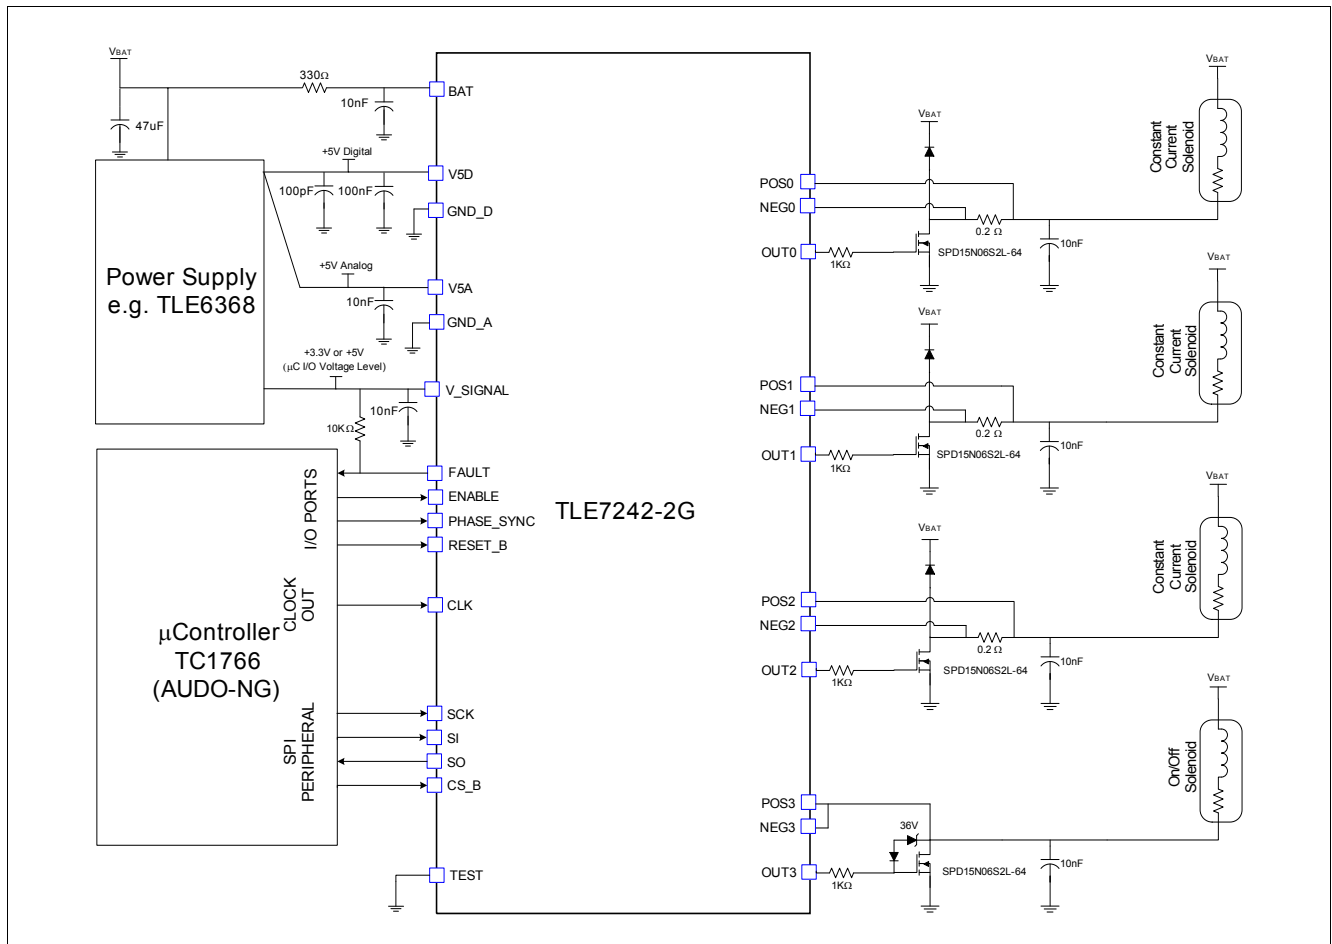 VBAT
330Ω
10nF
BAT
47uF
+5V Digital
V5D
100pF
100nF
GND_D
Power Supply
e.g. TLE6368
+5V Analog
V5A
10nF
GND_A
+3.3V or +5V
(μC I/O Voltage Level)
V_SIGNAL
10nF
10KΩ
I/O PORTS
FAULT
ENABLE
PHASE_SYNC
RESET_B
CLOCK
OUT
CLK
μController
TC1766
(AUDO-NG)
SPI
PERIPHERAL
SCK
SI
SO
CS_B
TEST
TLE7242-2G
POS0
NEG0
OUT0
1KΩ
VBAT
0.2 Ω
SPD15N06S2L-64
10nF
VBAT
Constant
Current
Solenoid
POS1
NEG1
OUT1
1KΩ
VBAT
0.2 Ω
SPD15N06S2L-64
10nF
VBAT
Constant
Current
Solenoid
POS2
NEG2
OUT2
1KΩ
VBAT
0.2 Ω
SPD15N06S2L-64
10nF
VBAT
Constant
Current
Solenoid
POS3
NEG3
OUT3
1KΩ
36V
SPD15N06S2L-64
10nF
VBAT
On/Off
Solenoid